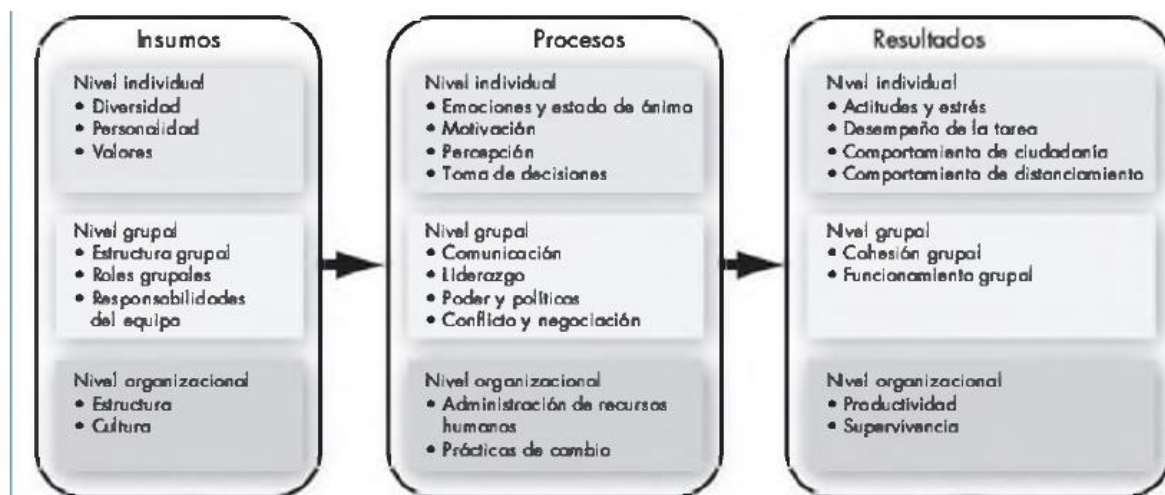 Insumos
Nivel individual
• Diversidad
• Personalidad
• Valores
Nivel grupal
• Estructura grupal
• Roles grupales
• Responsabilidades
del equipo
Nivel organizacional
• Estructura
• Cultura
Procesos
Nivel individual
• Emociones y estado de ánimo
• Motivación
• Percepción
• Toma de decisiones
Nivel grupal
• Comunicación
• Liderazgo
• Poder y políticas
• Conflicto y negociación
Nivel organizacional
• Administración de recursos
humanos
• Prácticas de cambio
Resultados
Nivel individual
• Actitudes y estrés
• Desempeño de la tarea
• Comportamiento de ciudadanía
• Comportamiento de distanciamiento
Nivel grupal
• Cohesión grupal
• Funcionamiento grupal
Nivel organizacional
• Productividad
• Supervivencia